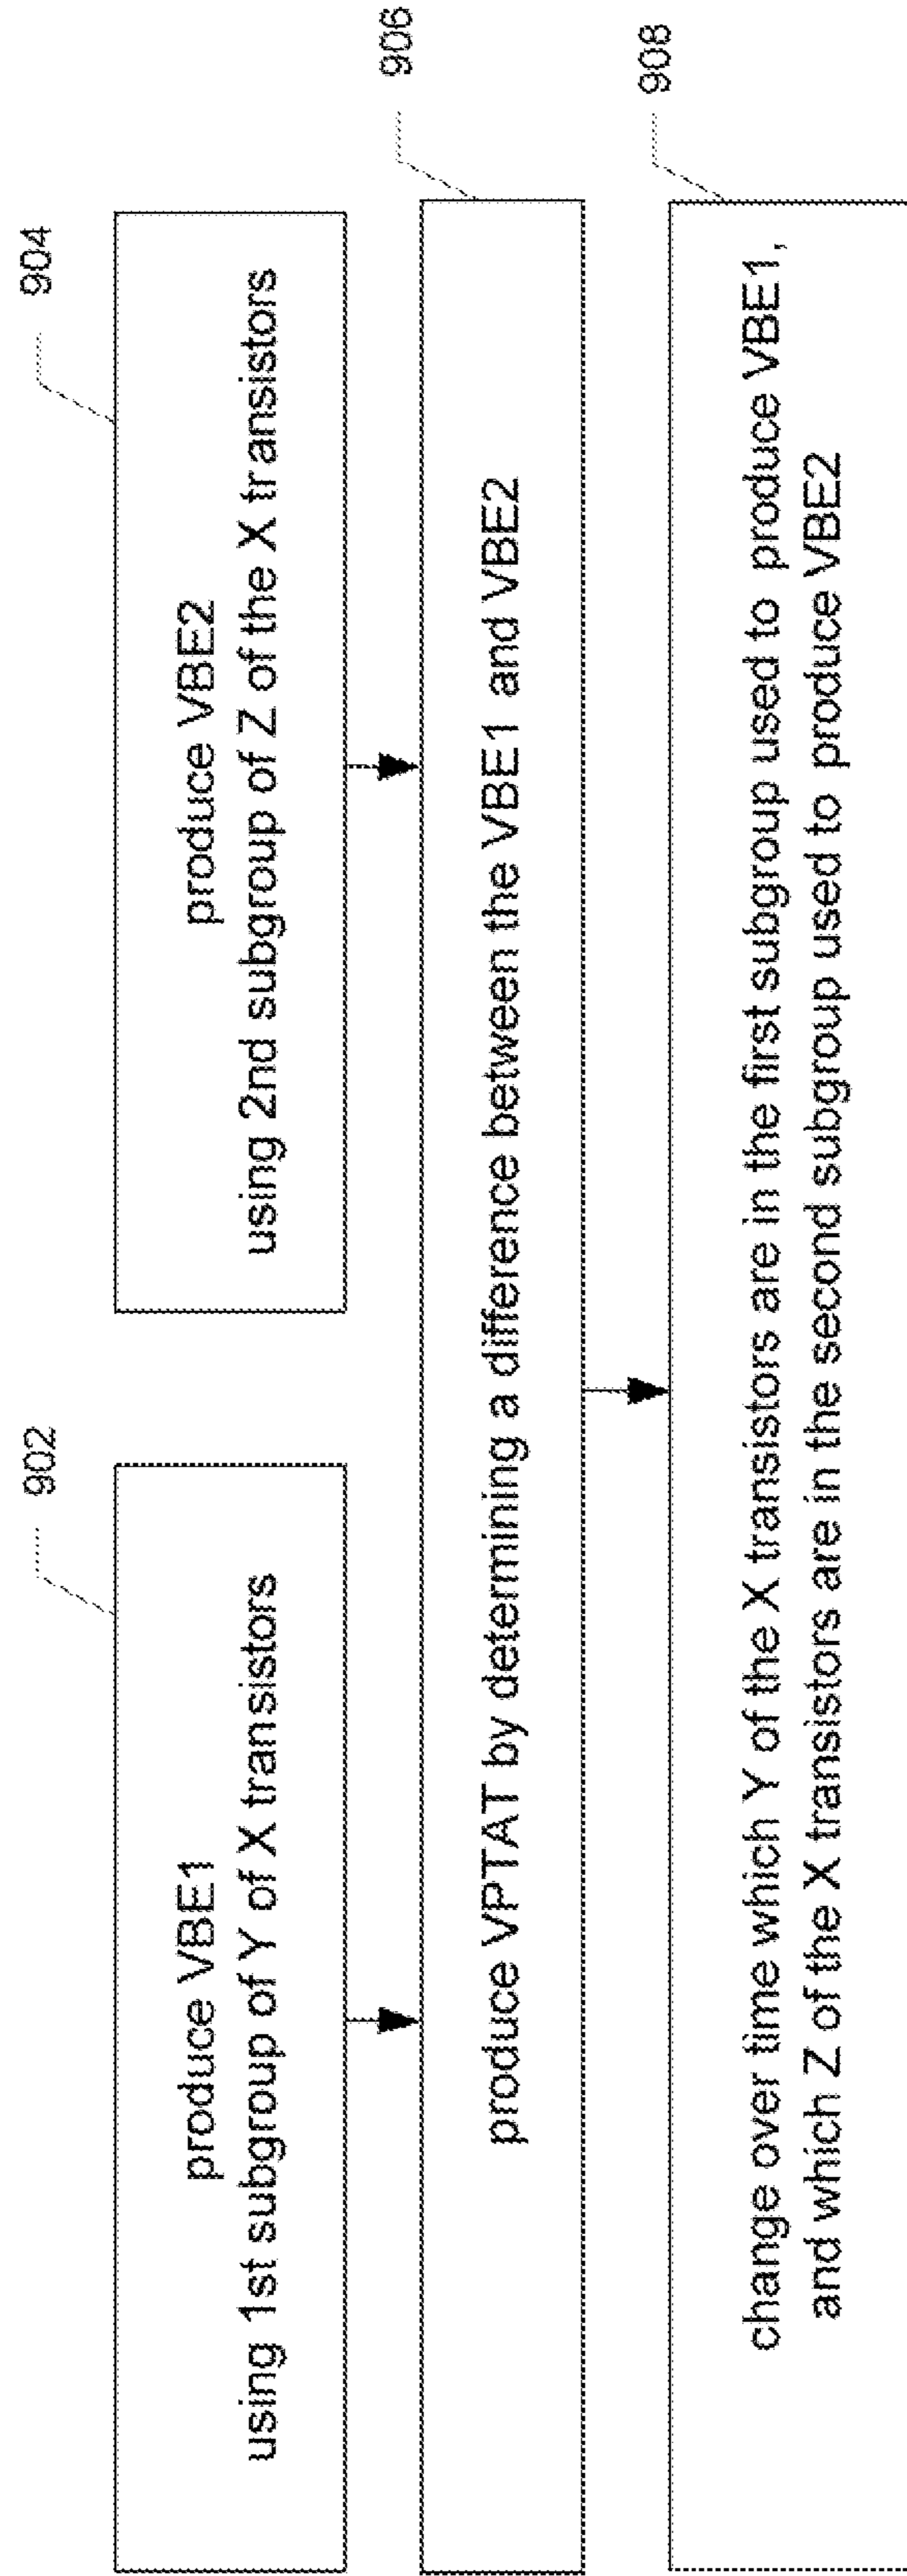 902
produce VBE1
using 1st subgroup of Y of X transistors
904
produce VBE2
using 2nd subgroup of Z of the X transistors
906
produce VPTAT by determining a difference between the VBE1 and VBE2
908
change over time which Y of the X transistors are in the first subgroup used to produce VBE1,
and which Z of the X transistors are in the second subgroup used to produce VBE2